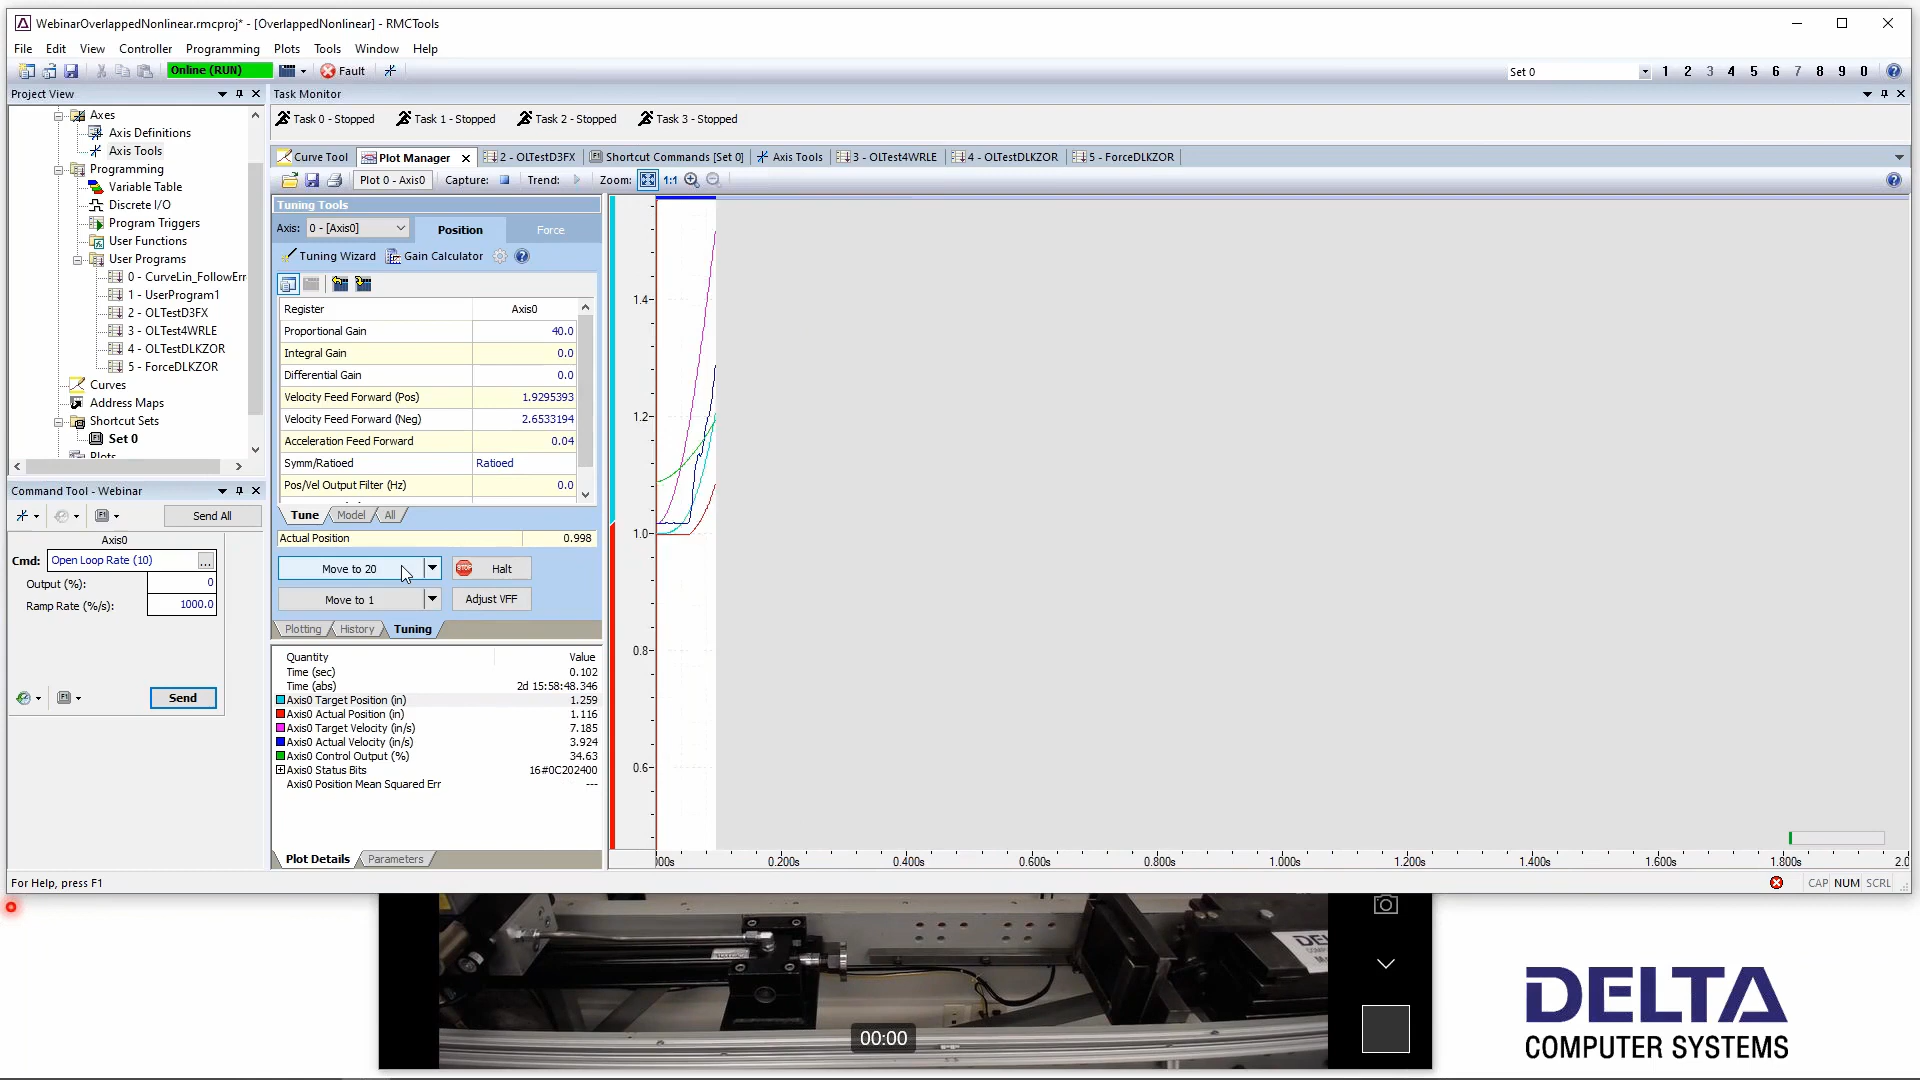 WebinarOverlappedNonlinear.rmcproj* - [OverlappedNonlinear] - RMCTools
File Edit View Controller Programming Plots Tools Window Help
Online (RUN) Fault Set 0 1 2 3 4 5 6 7 8 9 0
Project View
Axes
Axis Definitions
Axis Tools
Programming
Variable Table
Discrete I/O
Program Triggers
User Functions
User Programs
0 - CurveLin_FollowErr
1 - UserProgram1
2 - OLTestD3FX
3 - OLTest4WRLE
4 - OLTestDLKZOR
5 - ForceDLKZOR
Curves
Address Maps
Shortcut Sets
Set 0
Plots
Command Tool - Webinar
Send All
Axis0
Cmd: Open Loop Rate (10) ...
Output (%): 0
Ramp Rate (%/s): 1000.0
Send
Task Monitor
Task 0 - Stopped Task 1 - Stopped Task 2 - Stopped Task 3 - Stopped
Curve Tool Plot Manager 2 - OLTestD3FX Shortcut Commands [Set 0] Axis Tools 3 - OLTest4WRLE 4 - OLTestDLKZOR 5 - ForceDLKZOR
Plot 0 - Axis0 Capture: Trend: Zoom: 1:1
Tuning Tools
Axis: 0 - [Axis0] Position Force
Tuning Wizard Gain Calculator
Register Axis0
Proportional Gain 40.0
Integral Gain 0.0
Differential Gain 0.0
Velocity Feed Forward (Pos) 1.9295393
Velocity Feed Forward (Neg) 2.6533194
Acceleration Feed Forward 0.04
Symm/Ratioed Ratioed
Pos/Vel Output Filter (Hz) 0.0
Tune Model All
Actual Position 0.998
Move to 20 STOP Halt
Move to 1 Adjust VFF
Plotting History Tuning
Quantity Value
Time (sec) 0.102
Time (abs) 2d 15:58:48.346
Axis0 Target Position (in) 1.259
Axis0 Actual Position (in) 1.116
Axis0 Target Velocity (in/s) 7.185
Axis0 Actual Velocity (in/s) 3.924
Axis0 Control Output (%) 34.63
Axis0 Status Bits 16#0C202400
Axis0 Position Mean Squared Err ---
Plot Details Parameters
1.4
1.2
1.0
0.8
0.6
00s 0.200s 0.400s 0.600s 0.800s 1.000s 1.200s 1.400s 1.600s 1.800s 2.0
For Help, press F1 CAP NUM SCRL
00:00
DELTA
COMPUTER SYSTEMS